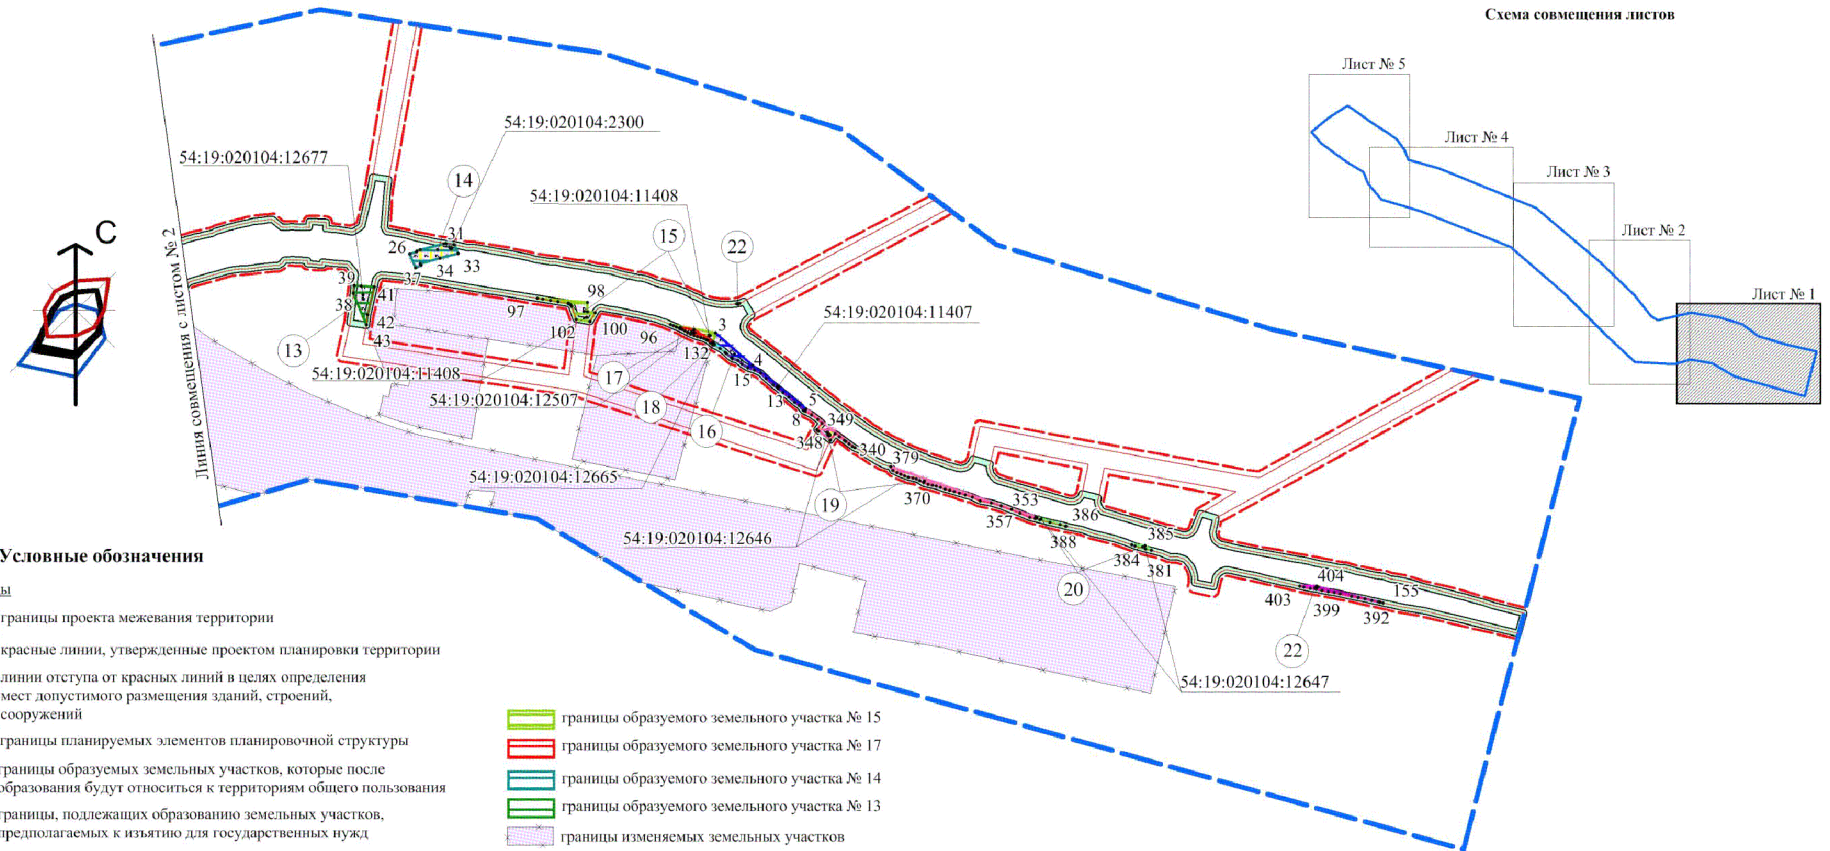 Схема совмещения листов
Лист № 5
Лист № 4
Лист № 3
Лист № 2
Лист № 1
С
Линия совмещения с листом № 2
54:19:020104:2300
54:19:020104:12677
14
54:19:020104:11408
15
22
31
26
33
34
37
39
41
38
42
43
13
97
98
102
100
96
3
132
54:19:020104:11407
4
15
13
5
8
17
18
16
54:19:020104:11408
54:19:020104:12507
54:19:020104:12665
349
348
340
379
19
370
353
357
386
388
385
384
381
20
54:19:020104:12646
404
403
399
155
392
22
54:19:020104:12647
Условные обозначения
ы
границы проекта межевания территории
красные линии, утвержденные проектом планировки территории
линии отступа от красных линий в целях определения
мест допустимого размещения зданий, строений,
сооружений
границы планируемых элементов планировочной структуры
границы образуемых земельных участков, которые после
образования будут относиться к территориям общего пользования
границы, подлежащих образованию земельных участков,
предполагаемых к изъятию для государственных нужд
границы образуемого земельного участка № 15
границы образуемого земельного участка № 17
границы образуемого земельного участка № 14
границы образуемого земельного участка № 13
границы изменяемых земельных участков